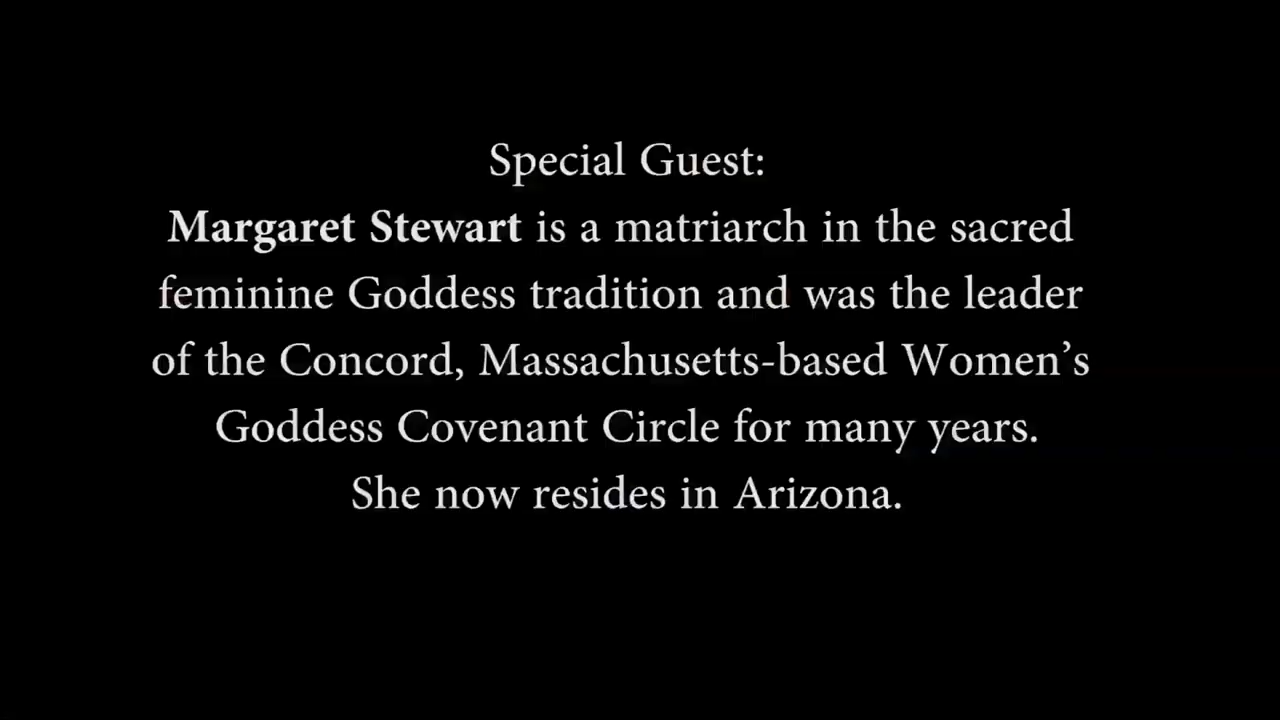 Special Guest:
Margaret Stewart is a matriarch in the sacred
feminine Goddess tradition and was the leader
of the Concord, Massachusetts-based Women’s
Goddess Covenant Circle for many years.
She now resides in Arizona.